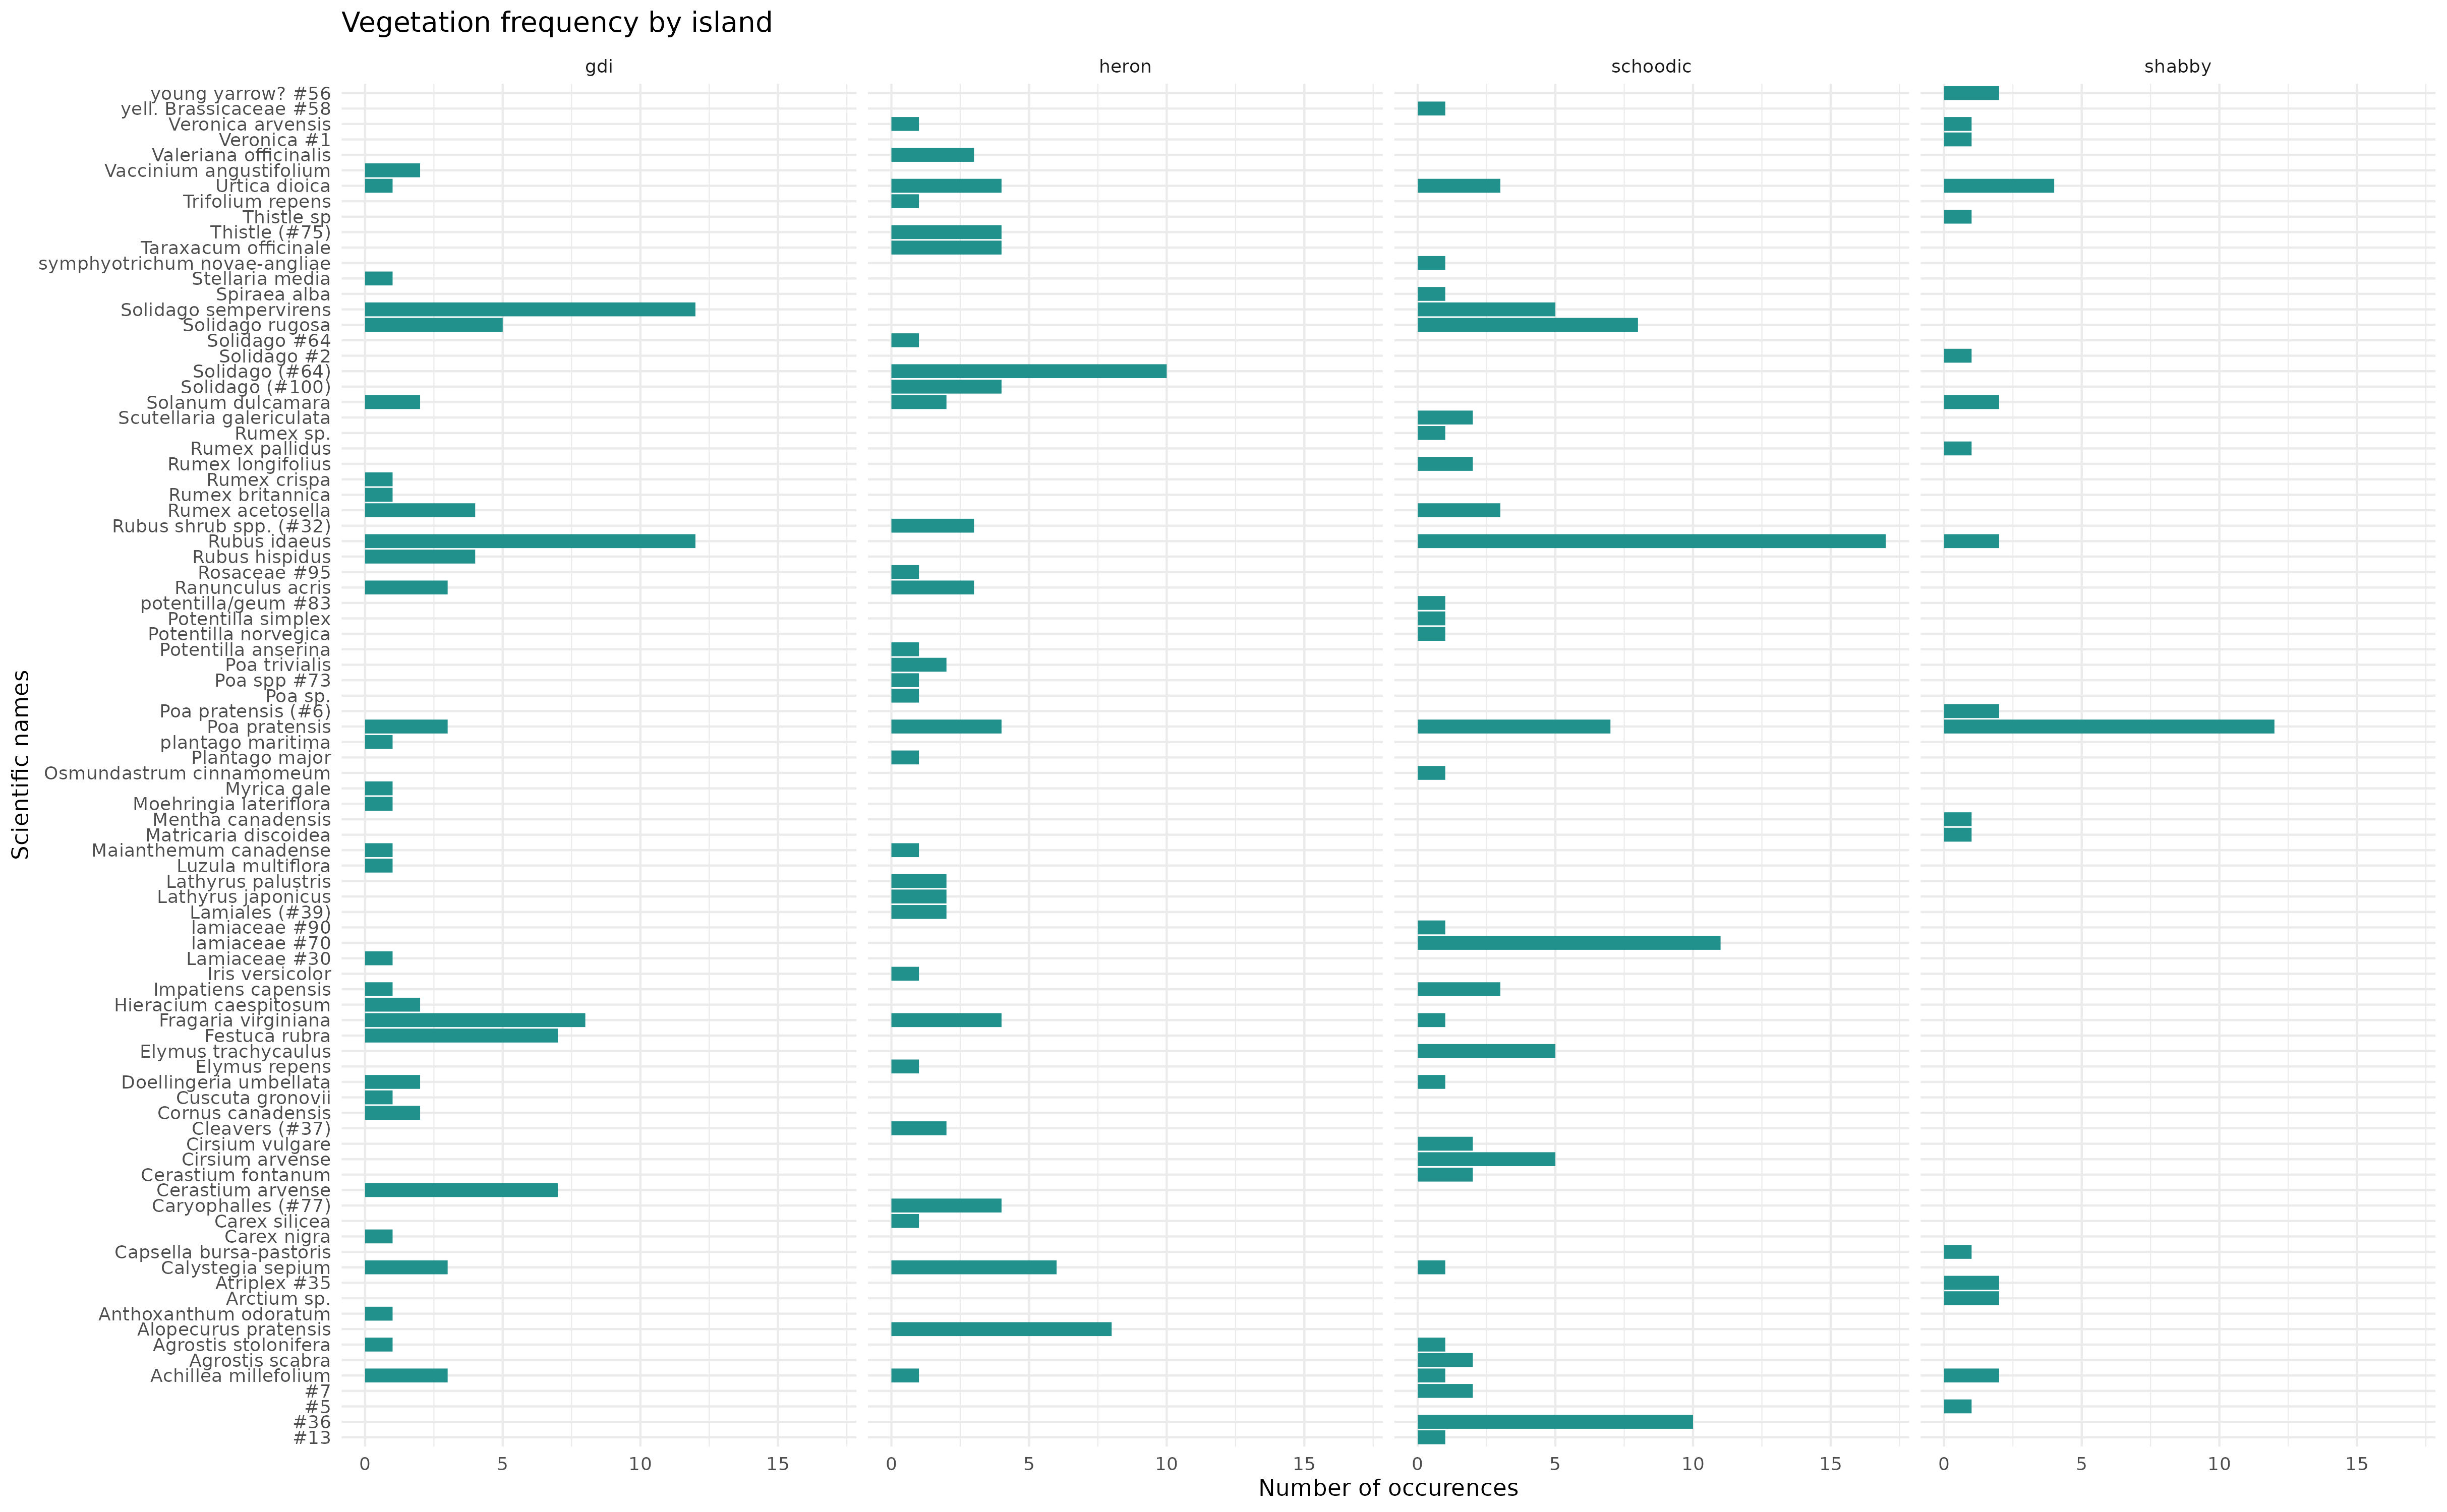 Vegetation frequency by island
gdi
heron
schoodic
shabby
young yarrow? #56
yell. Brassicaceae #58
Veronica arvensis
Veronica #1
Valeriana officinalis
Vaccinium angustifolium
Urtica dioica
Trifolium repens
Thistle sp
Thistle (#75)
Taraxacum officinale
symphyotrichum novae-angliae
Stellaria media
Spiraea alba
Solidago sempervirens
Solidago rugosa
Solidago #64
Solidago #2
Solidago (#64)
Solidago (#100)
Solanum dulcamara
Scutellaria galericulata
Rumex sp.
Rumex pallidus
Rumex longifolius
Rumex crispa
Rumex britannica
Rumex acetosella
Rubus shrub spp. (#32)
Rubus idaeus
Rubus hispidus
Rosaceae #95
Ranunculus acris
potentilla/geum #83
Potentilla simplex
Potentilla norvegica
Potentilla anserina
Poa trivialis
Poa spp #73
Poa sp.
Poa pratensis (#6)
Poa pratensis
plantago maritima
Plantago major
Osmundastrum cinnamomeum
Myrica gale
Moehringia lateriflora
Mentha canadensis
Matricaria discoidea
Maianthemum canadense
Luzula multiflora
Lathyrus palustris
Lathyrus japonicus
Lamiales (#39)
lamiaceae #90
lamiaceae #70
Lamiaceae #30
Iris versicolor
Impatiens capensis
Hieracium caespitosum
Fragaria virginiana
Festuca rubra
Elymus trachycaulus
Elymus repens
Doellingeria umbellata
Cuscuta gronovii
Cornus canadensis
Cleavers (#37)
Cirsium vulgare
Cirsium arvense
Cerastium fontanum
Cerastium arvense
Caryophalles (#77)
Carex silicea
Carex nigra
Capsella bursa-pastoris
Calystegia sepium
Atriplex #35
Arctium sp.
Anthoxanthum odoratum
Alopecurus pratensis
Agrostis stolonifera
Agrostis scabra
Achillea millefolium
#7
#5
#36
#13
Scientific names
0 5 10 15 0 5 10 15 0 5 10 15 0 5 10 15
Number of occurences